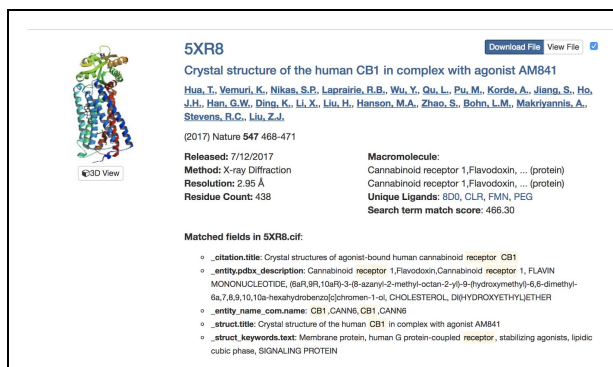 5XR8
Download File View File
Crystal structure of the human CB1 in complex with agonist AM841
Hua, T., Vemuri, K., Nikas, S.P., Laprairie, R.B., Wu, Y., Qu, L., Pu, M., Korde, A., Jiang, S., Ho,
J.H., Han, G.W., Ding, K., Li, X., Liu, H., Hanson, M.A., Zhao, S., Bohn, L.M., Makriyannis, A.,
Stevens, R.C., Liu, Z.J.
(2017) Nature 547 468-471
3D View
Released: 7/12/2017
Method: X-ray Diffraction
Resolution: 2.95 Å
Residue Count: 438
Macromolecule:
Cannabinoid receptor 1,Flavodoxin, ... (protein)
Cannabinoid receptor 1,Flavodoxin, ... (protein)
Unique Ligands: 8D0, CLR, FMN, PEG
Search term match score: 466.30
Matched fields in 5XR8.cif:
_citation.title: Crystal structures of agonist-bound human cannabinoid receptor CB1
_entity.pdbx_description: Cannabinoid receptor 1,Flavodoxin,Cannabinoid receptor 1, FLAVIN
MONONUCLEOTIDE, (6aR,9R,10aR)-3-(8-azanyl-2-methyl-octan-2-yl)-9-(hydroxymethyl)-6,6-dimethyl-
6a,7,8,9,10,10a-hexahydrobenzo[c]chromen-1-ol, CHOLESTEROL, DI(HYDROXYETHYL)ETHER
_entity_name_com.name: CB1,CANN6,CB1,CANN6
_struct.title: Crystal structure of the human CB1 in complex with agonist AM841
_struct_keywords.text: Membrane protein, human G protein-coupled receptor, stabilizing agonists, lipidic
cubic phase, SIGNALING PROTEIN